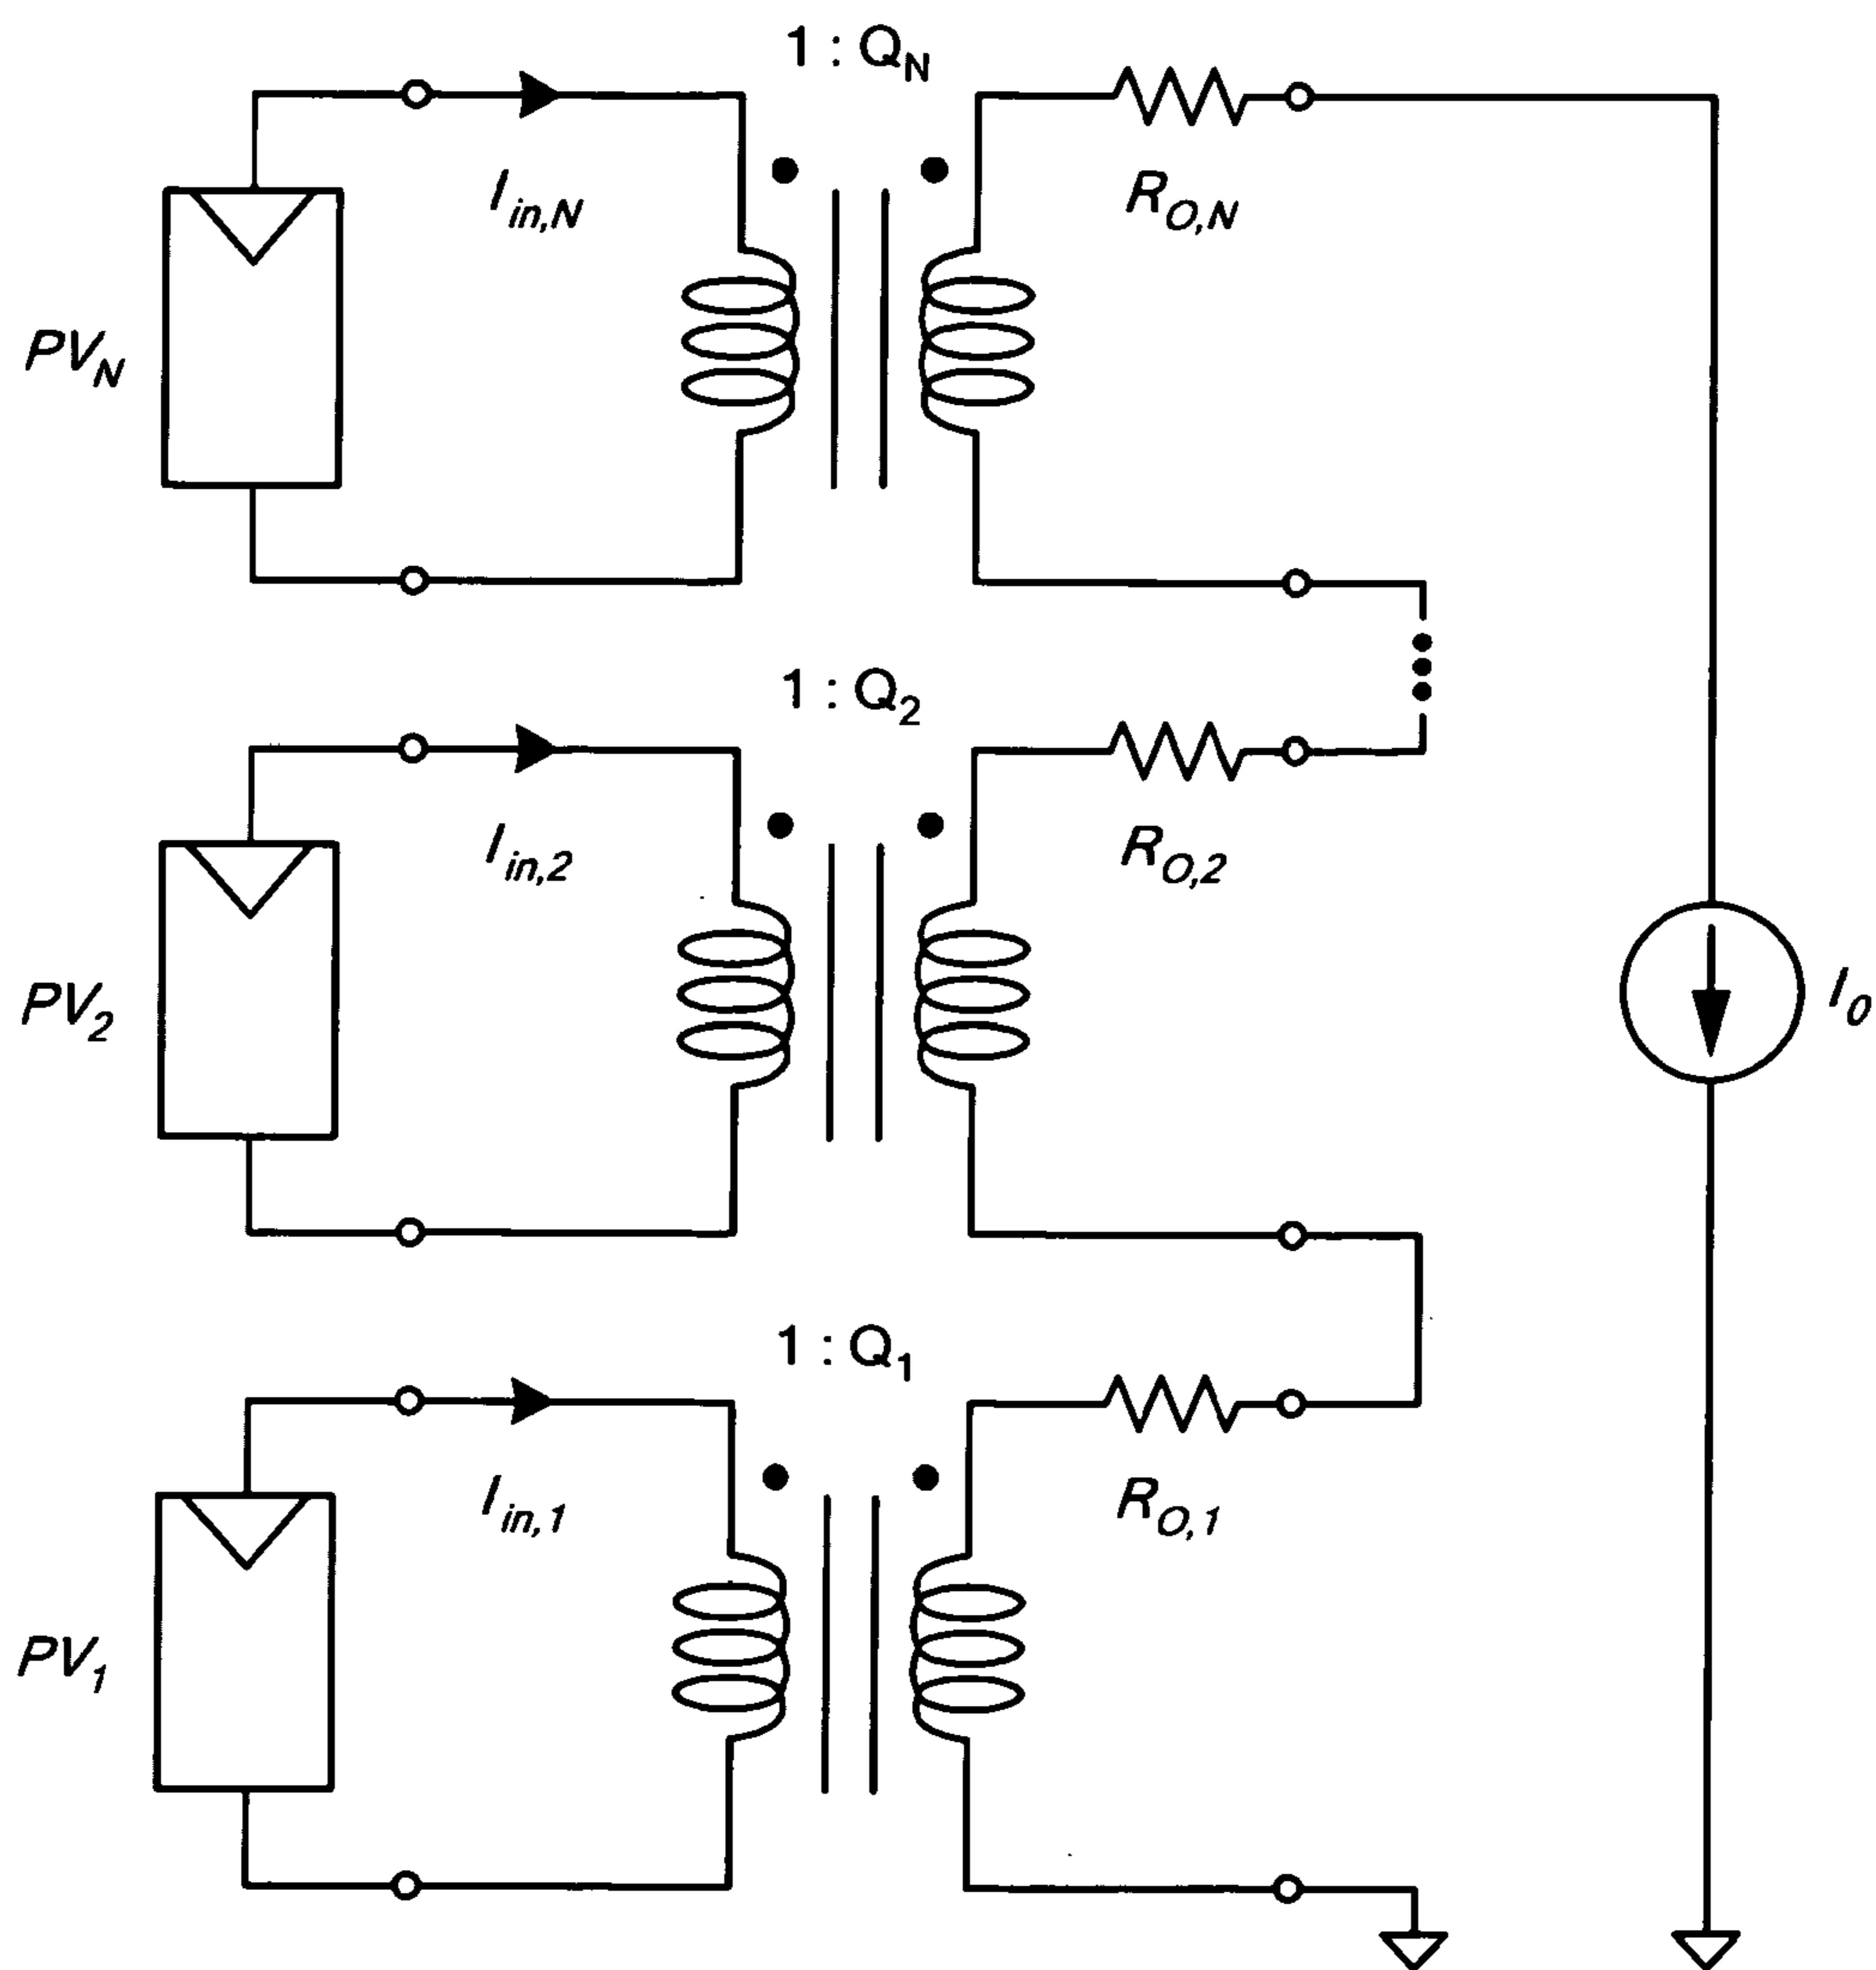 1 : Q_N
I_in,N
R_O,N
PV_N
1 : Q_2
I_in,2
R_O,2
PV_2
I_0
1 : Q_1
I_in,1
R_O,1
PV_1